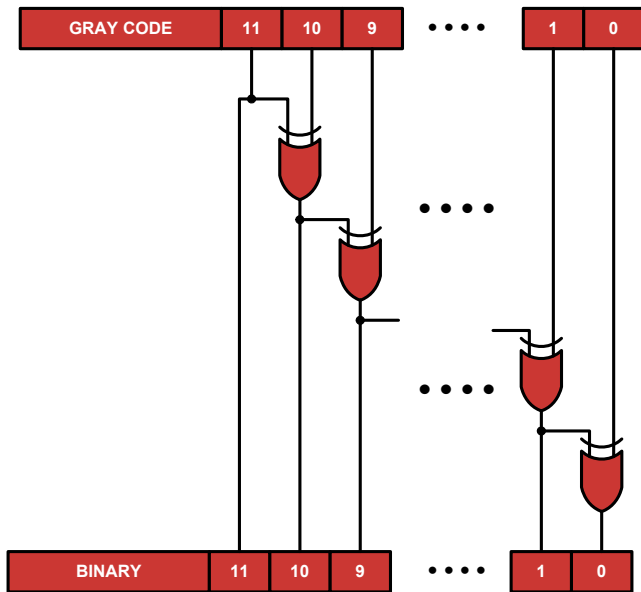 GRAY CODE 11 10 9 •••• 1 0
BINARY 11 10 9 •••• 1 0